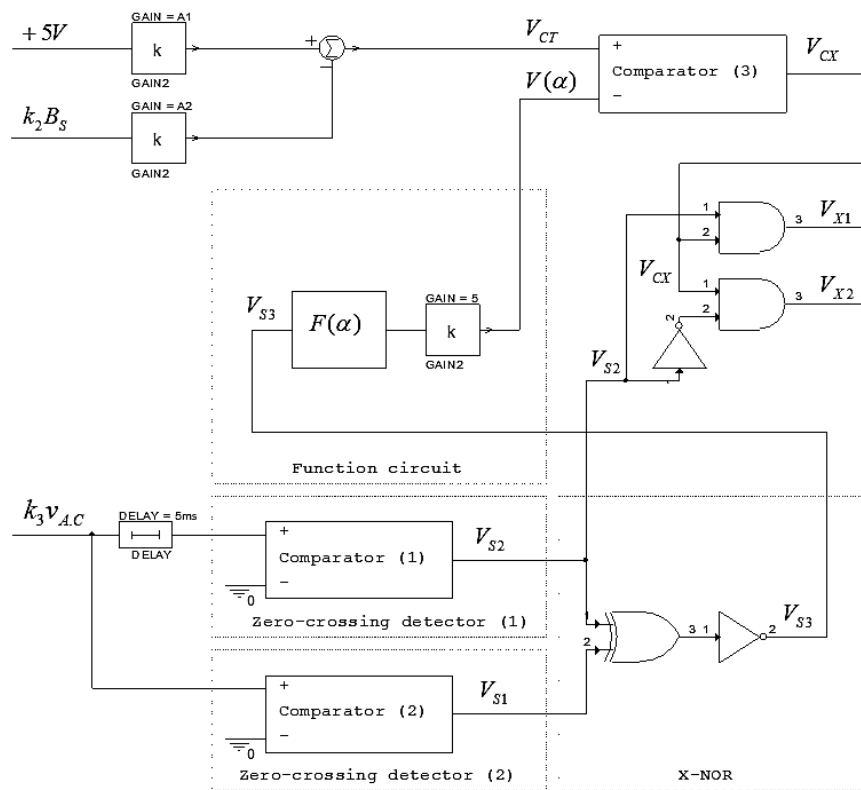 GAIN = A1
+5V
k
GAIN2
+
Σ
−
V_CT
+
Comparator (3)
−
V_CX
V(α)
GAIN = A2
k_2 B_S
k
GAIN2
1
2
3
V_X1
V_CX
1
2
3
V_X2
2
1
V_S3
F(α)
GAIN = 5
k
GAIN2
V_S2
Function circuit
k_3 v_A.C
DELAY = 5ms
DELAY
+
Comparator (1)
−
0
V_S2
Zero-crossing detector (1)
1
2
3
1
2
V_S3
+
Comparator (2)
−
0
V_S1
Zero-crossing detector (2)
X-NOR